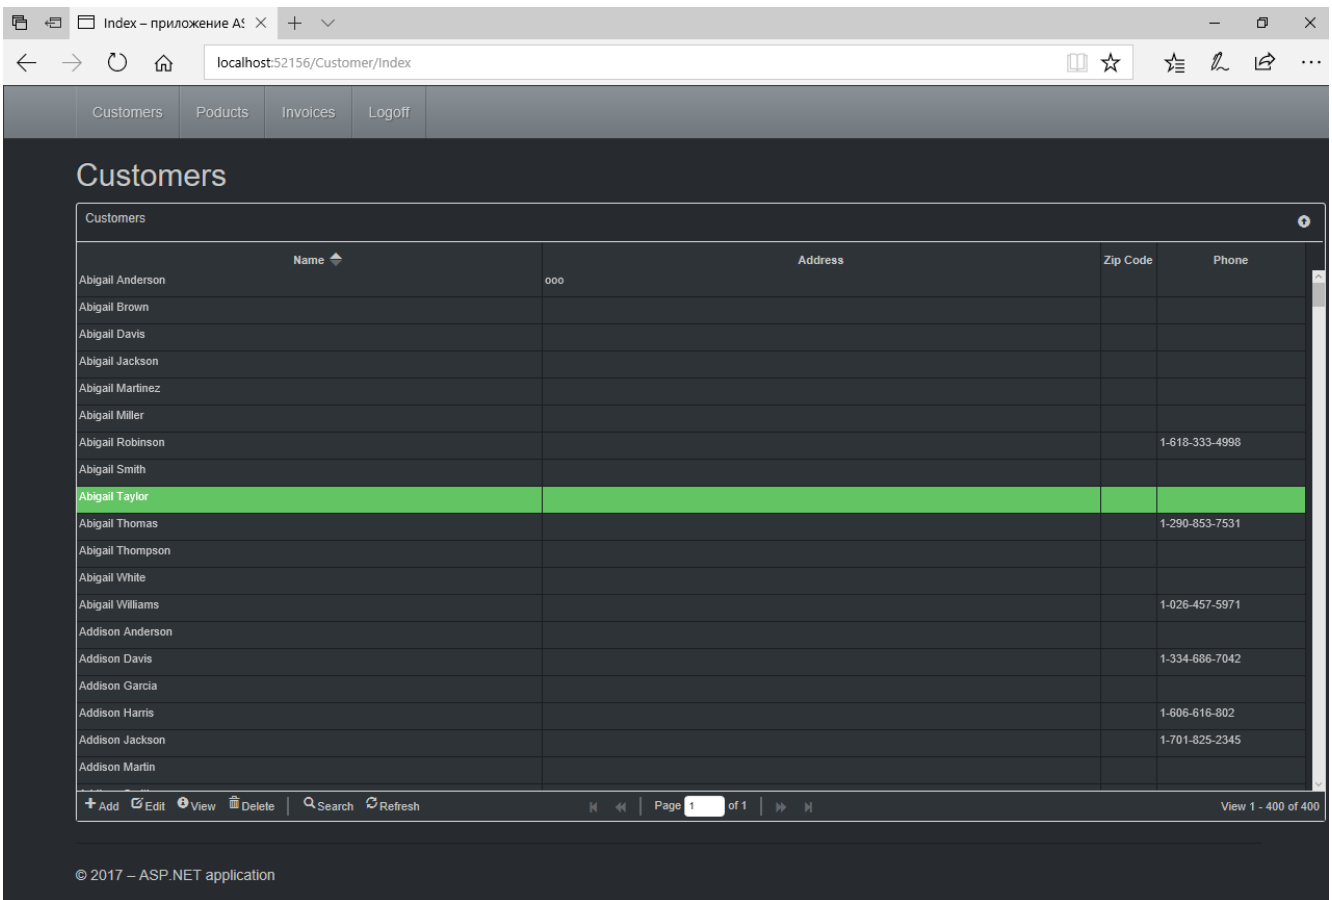 Index – приложение AS
localhost:52156/Customer/Index
Customers Poducts Invoices Logoff
Customers
Customers
Name Address Zip Code Phone
Abigail Anderson ooo
Abigail Brown
Abigail Davis
Abigail Jackson
Abigail Martinez
Abigail Miller
Abigail Robinson 1-618-333-4998
Abigail Smith
Abigail Taylor
Abigail Thomas 1-290-853-7531
Abigail Thompson
Abigail White
Abigail Williams 1-026-457-5971
Addison Anderson
Addison Davis 1-334-686-7042
Addison Garcia
Addison Harris 1-606-616-802
Addison Jackson 1-701-825-2345
Addison Martin
Add Edit View Delete Search Refresh Page 1 of 1 View 1 - 400 of 400
© 2017 – ASP.NET application